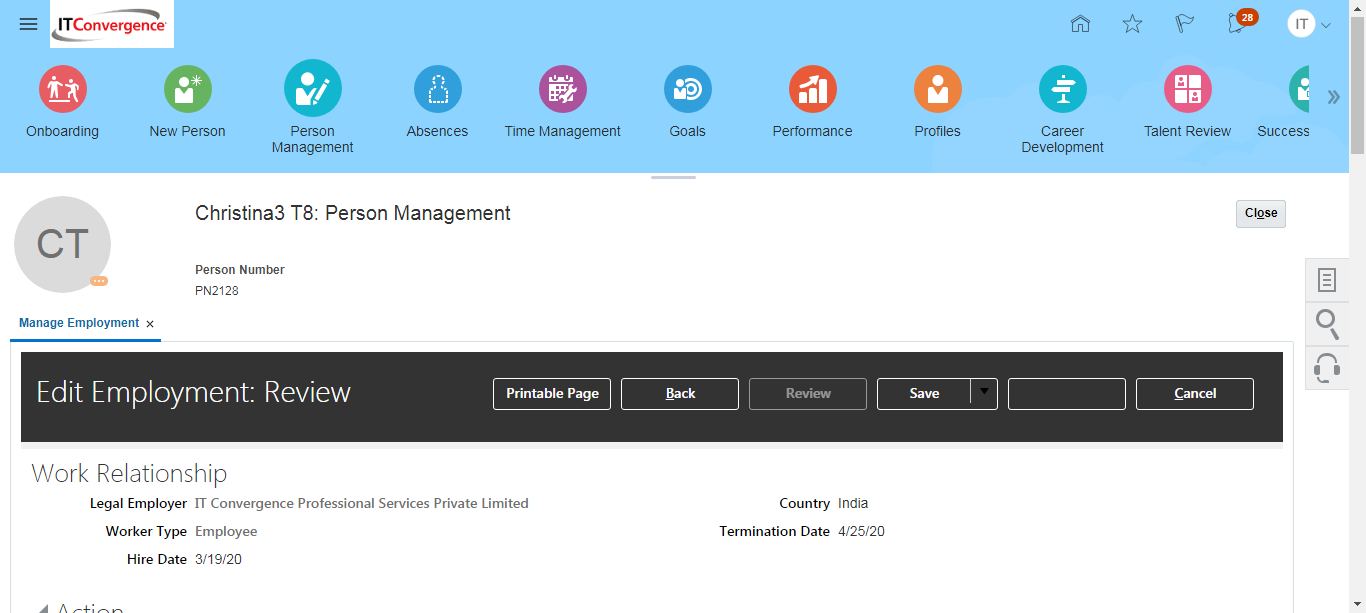 ITConvergence
28
IT
Onboarding
New Person
Person Management
Absences
Time Management
Goals
Performance
Profiles
Career Development
Talent Review
Success
CT
Christina3 T8: Person Management
Close
Person Number
PN2128
Manage Employment
Edit Employment: Review
Printable Page
Back
Review
Save
Cancel
Work Relationship
Legal Employer IT Convergence Professional Services Private Limited
Country India
Worker Type Employee
Termination Date 4/25/20
Hire Date 3/19/20
Action